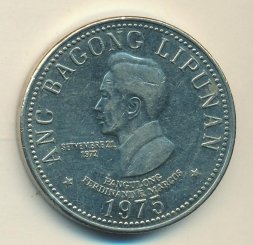 ANG BAGONG LIPUNAN
SETYEMBRE 21
1972
PANGULONG
FERDINAND E. MARCOS
1975